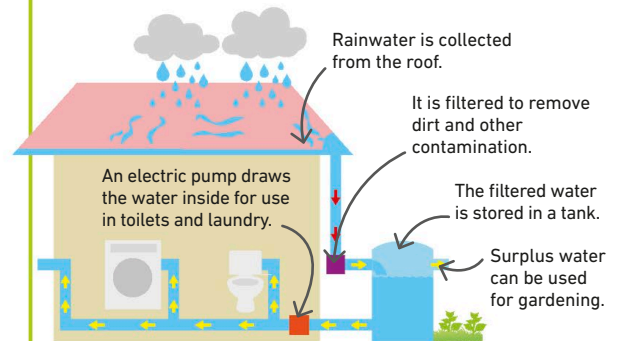 Rainwater is collected
from the roof.
It is filtered to remove
dirt and other
contamination.
An electric pump draws
the water inside for use
in toilets and laundry.
The filtered water
is stored in a tank.
Surplus water
can be used
for gardening.